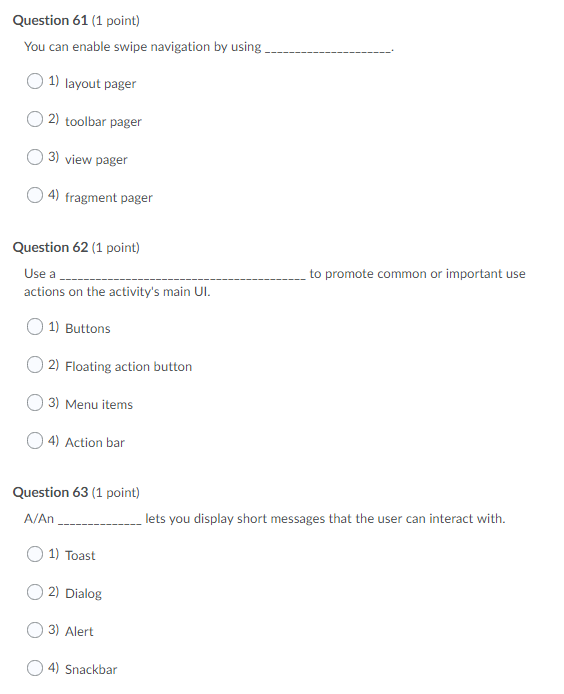 Question 61 (1 point)
You can enable swipe navigation by using _____________________.
1) layout pager
2) toolbar pager
3) view pager
4) fragment pager
Question 62 (1 point)
Use a _________________________________________ to promote common or important use
actions on the activity's main UI.
1) Buttons
2) Floating action button
3) Menu items
4) Action bar
Question 63 (1 point)
A/An ______________ lets you display short messages that the user can interact with.
1) Toast
2) Dialog
3) Alert
4) Snackbar